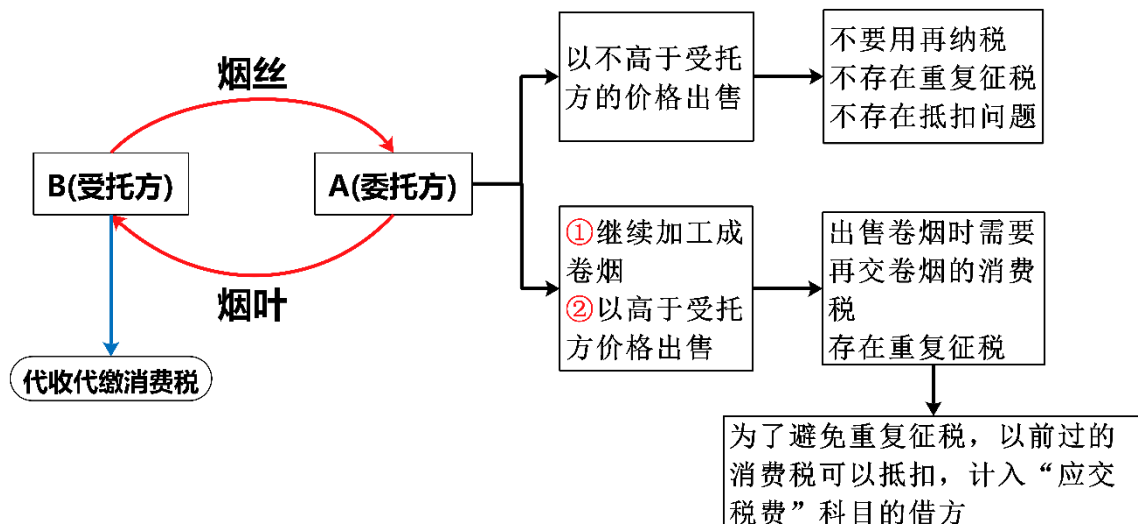 烟丝
B(受托方)
A(委托方)
烟叶
代收代缴消费税
以不高于受托
方的价格出售
不要用再纳税
不存在重复征税
不存在抵扣问题
①继续加工成
卷烟
②以高于受托
方价格出售
出售卷烟时需要
再交卷烟的消费
税
存在重复征税
为了避免重复征税，以前过的
消费税可以抵扣，计入“应交
税费”科目的借方